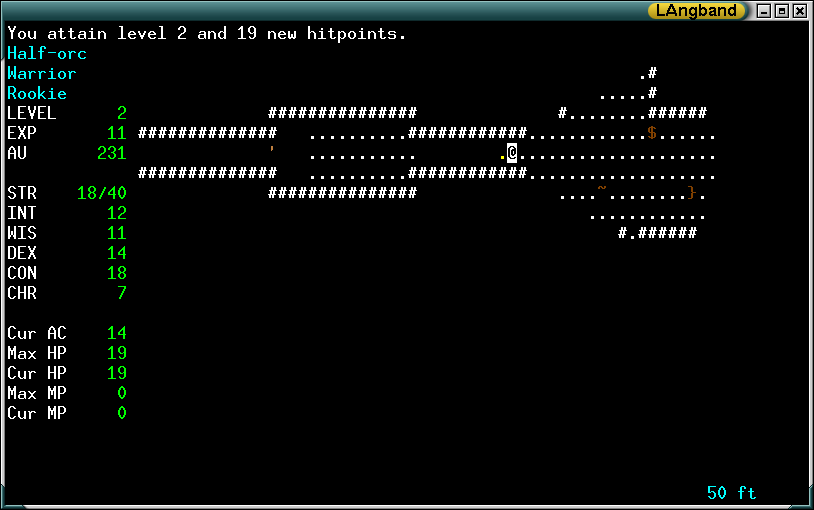 LAngband
You attain level 2 and 19 new hitpoints.
Half-orc
Warrior
.#
Rookie .....#
LEVEL 2 ############### #........######
EXP 11 ############## ..........############............$......
AU 231 ' ........... .@....................
############## ..........############...................
STR 18/40 ############### ....~........}.
INT 12 ............
WIS 11 #.######
DEX 14
CON 18
CHR 7
Cur AC 14
Max HP 19
Cur HP 19
Max MP 0
Cur MP 0
50 ft